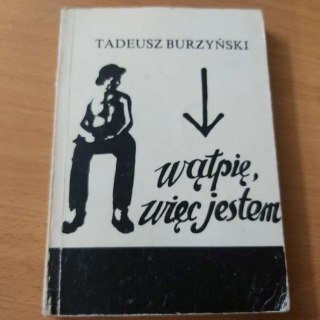 TADEUSZ BURZYŃSKI
wątpię,
więc jestem